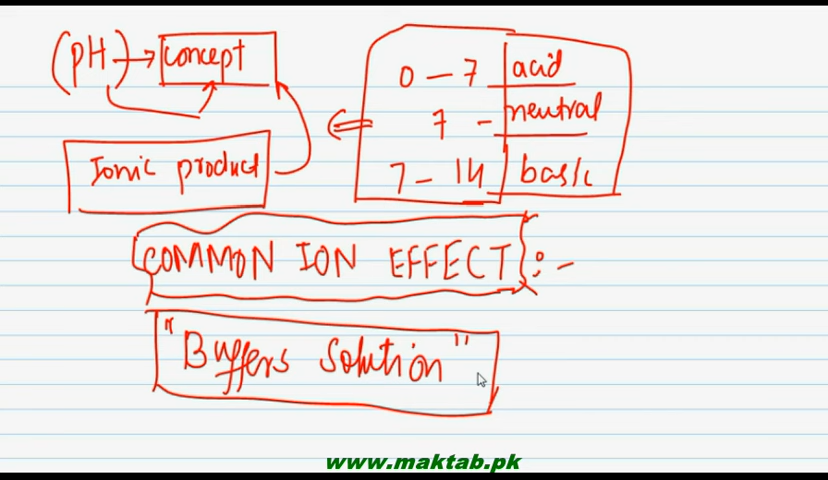 (pH) → concept
0 – 7 acid
7 – neutral
7 – 14 basic
Ionic product
COMMON ION EFFECT :-
"Buffers Solution"
www.maktab.pk